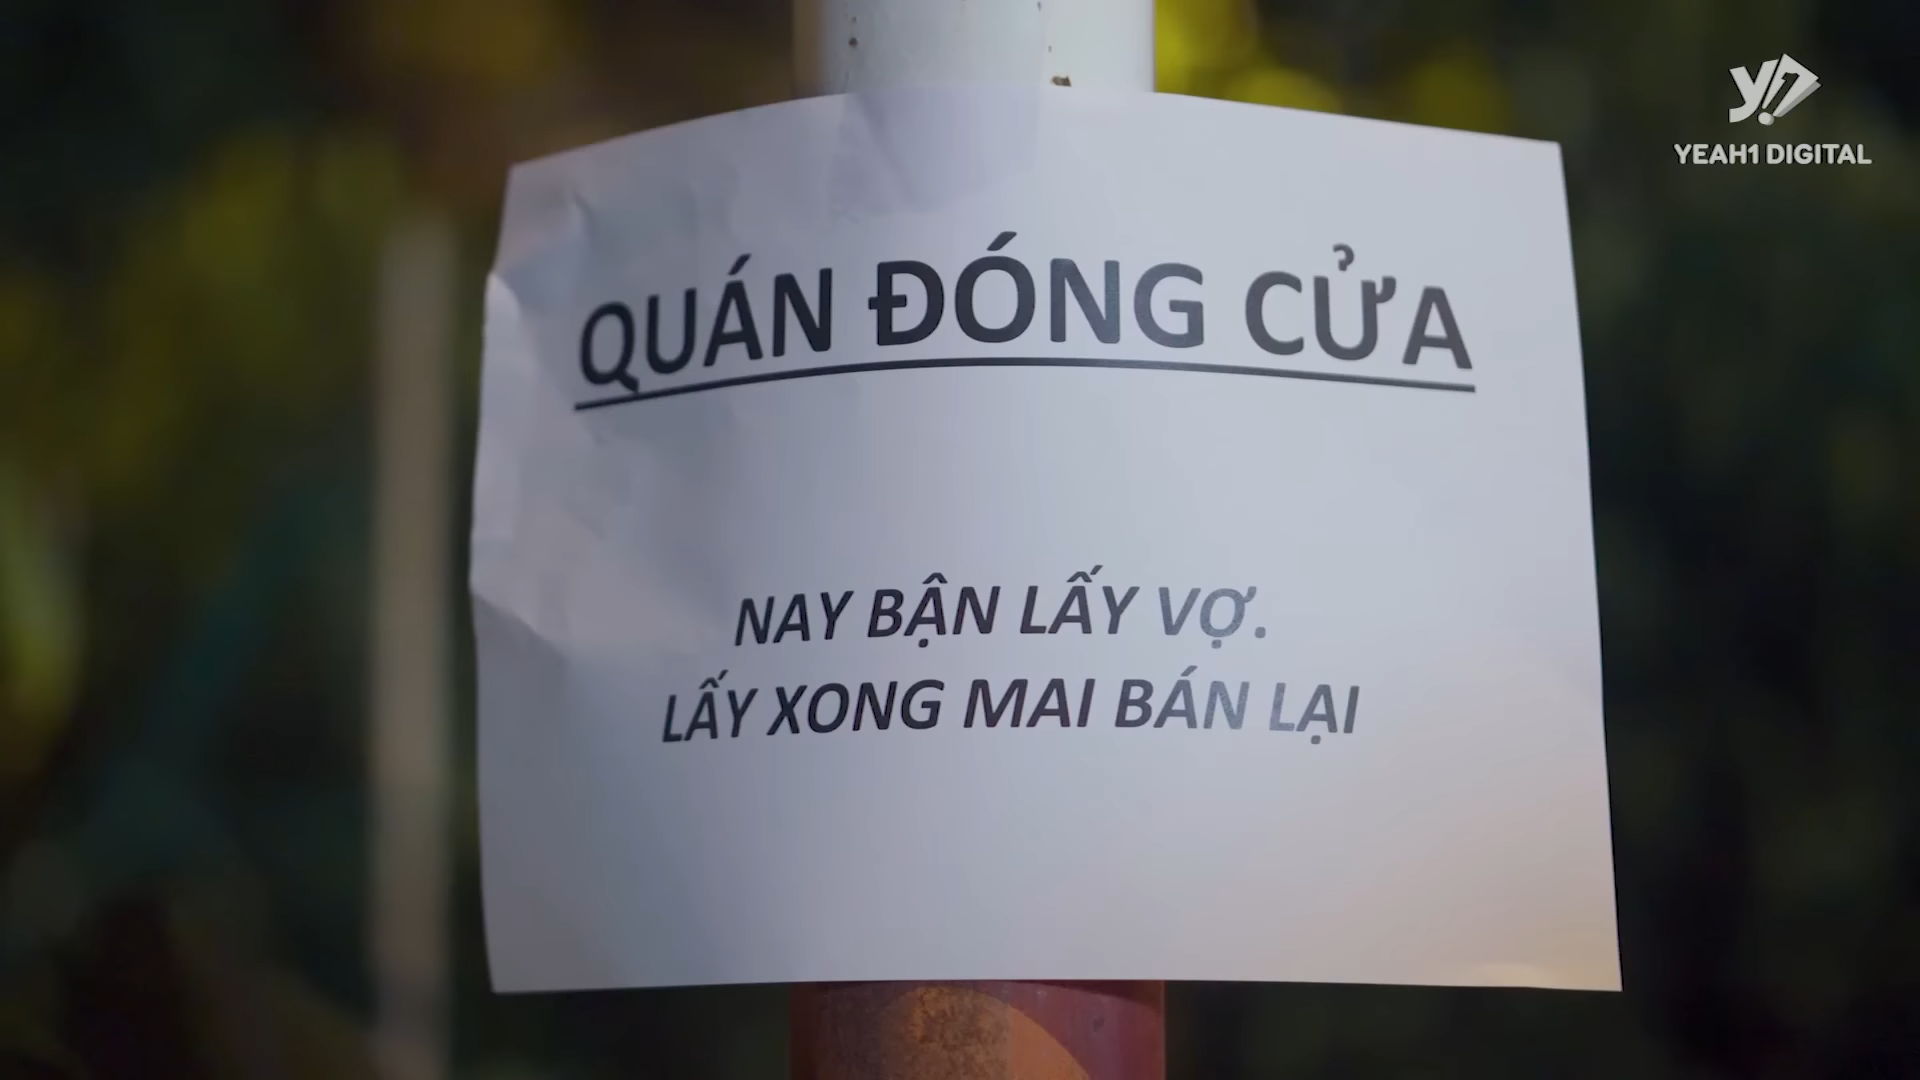 YEAH1 DIGITAL
QUÁN ĐÓNG CỬA
NAY BẬN LẤY VỢ.
LẤY XONG MAI BÁN LẠI